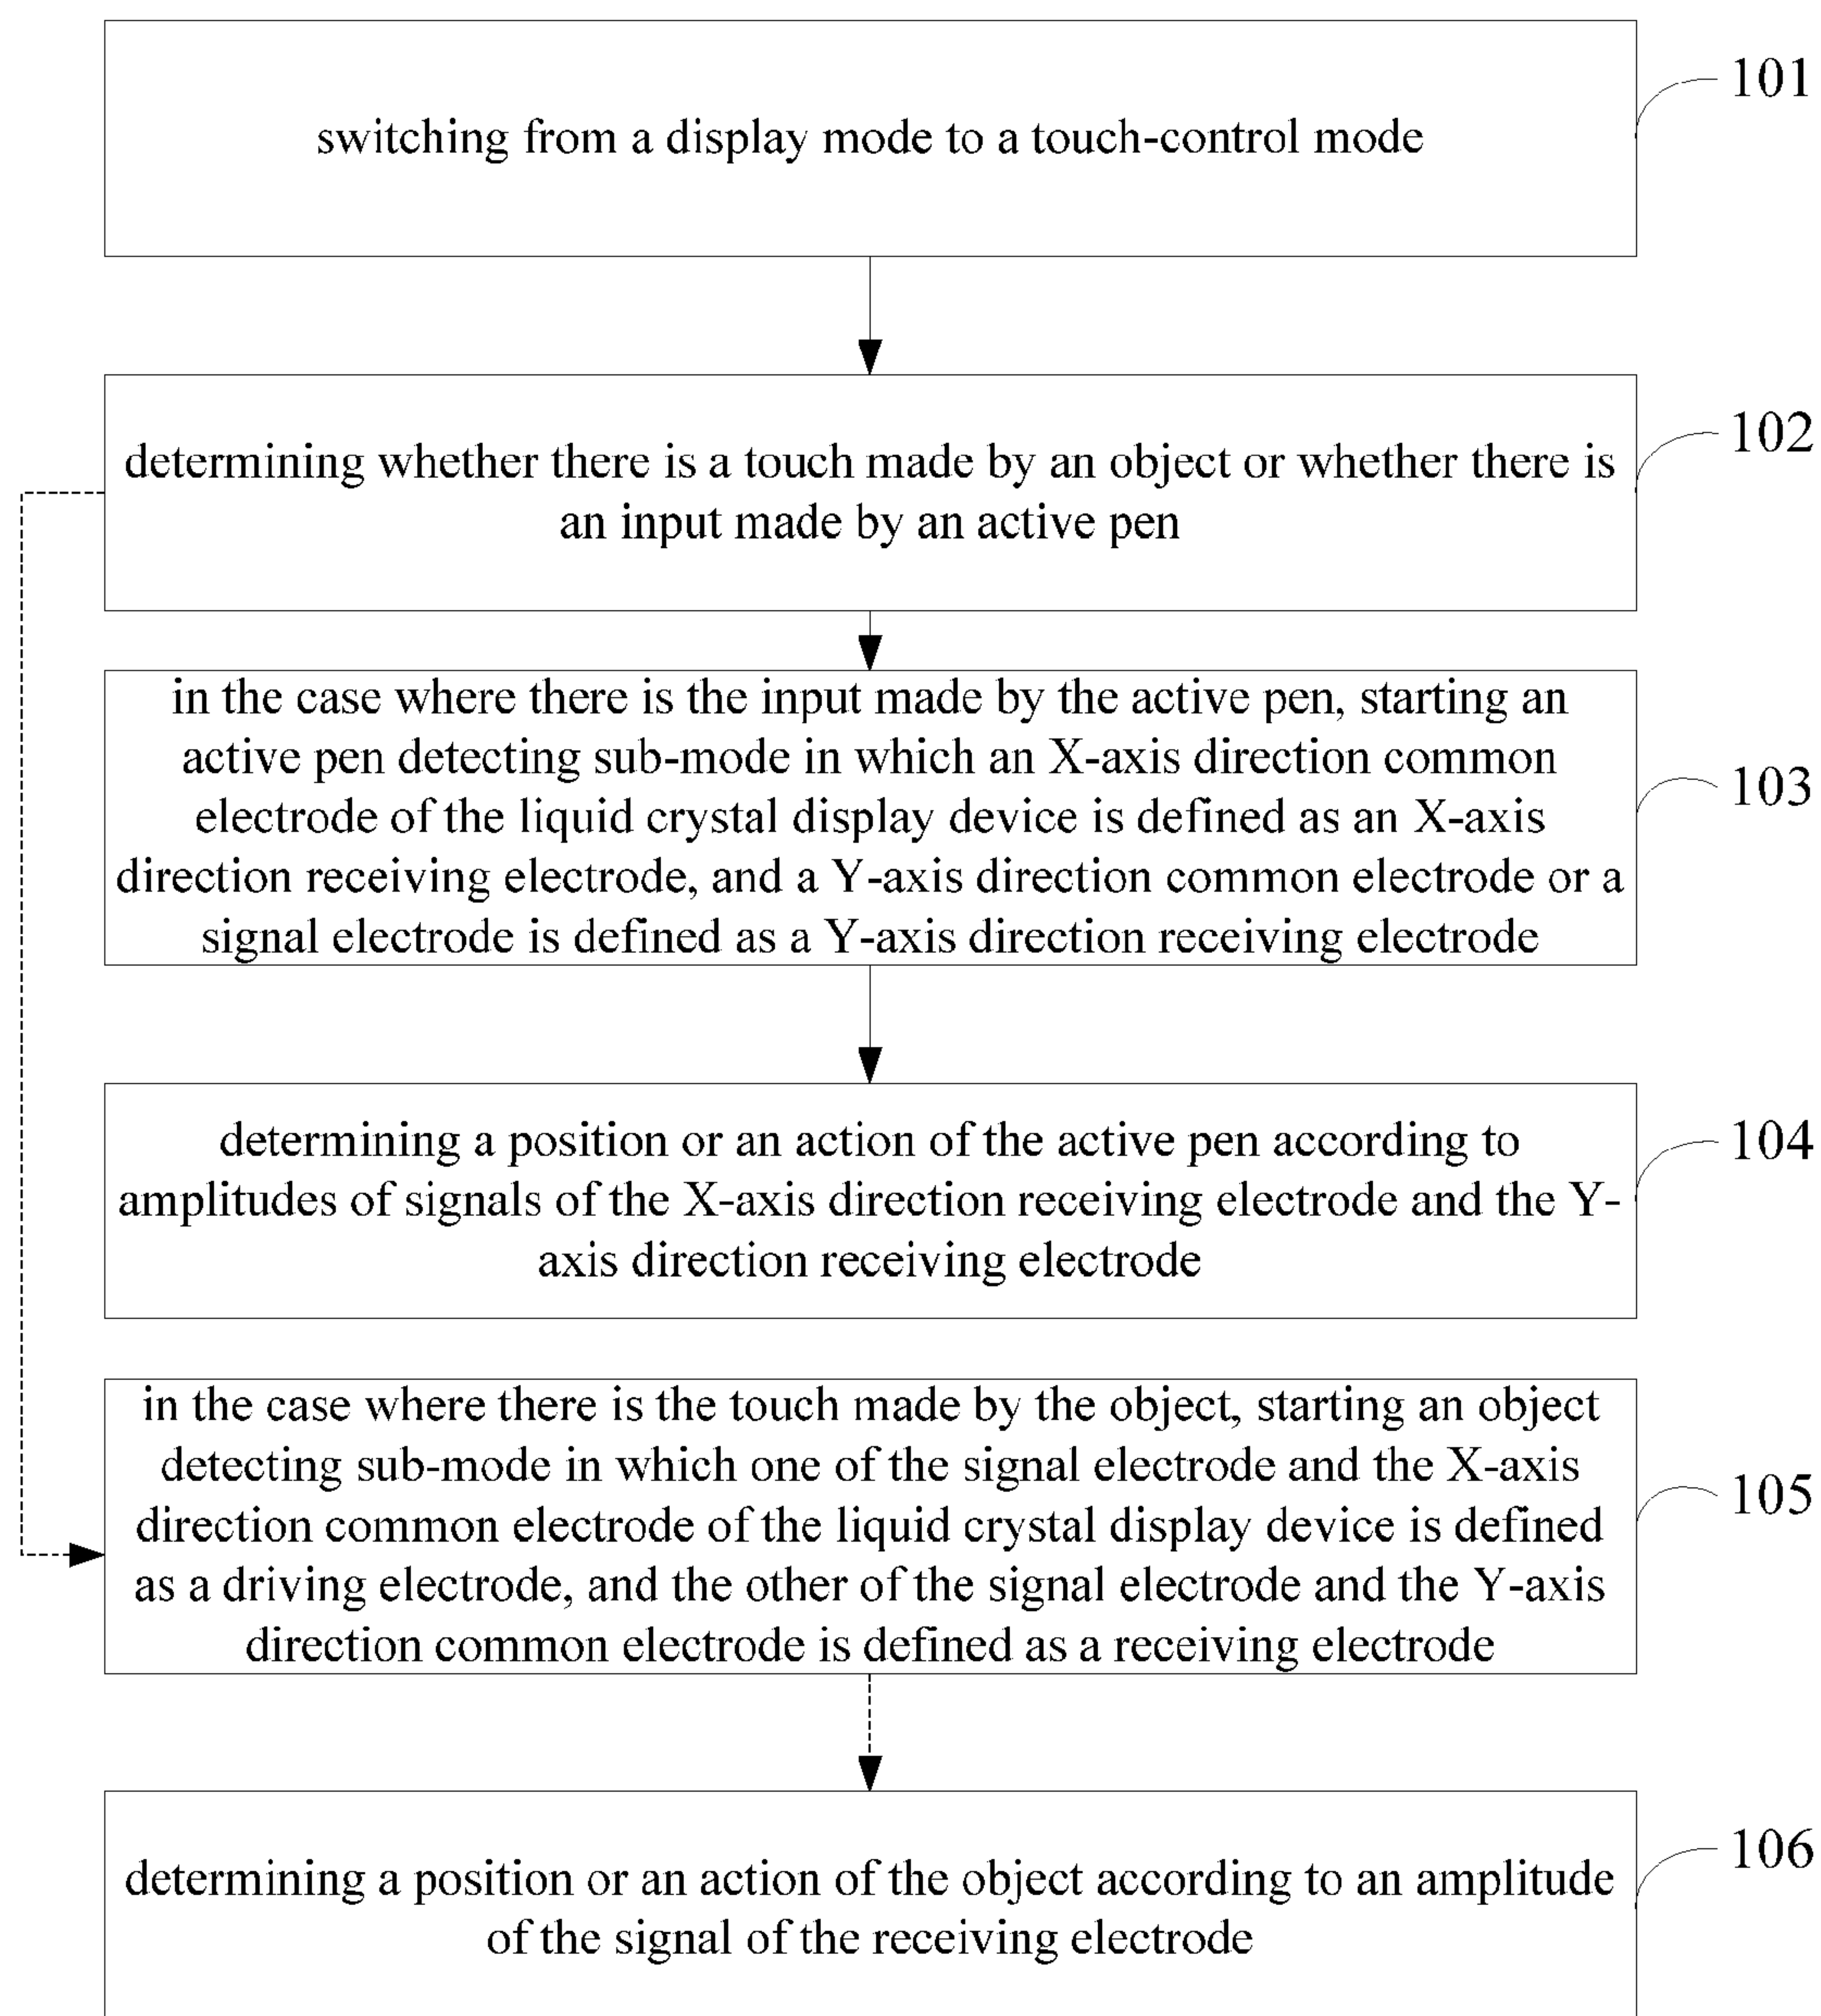 switching from a display mode to a touch-control mode
101
determining whether there is a touch made by an object or whether there is
an input made by an active pen
102
in the case where there is the input made by the active pen, starting an
active pen detecting sub-mode in which an X-axis direction common
electrode of the liquid crystal display device is defined as an X-axis
direction receiving electrode, and a Y-axis direction common electrode or a
signal electrode is defined as a Y-axis direction receiving electrode
103
determining a position or an action of the active pen according to
amplitudes of signals of the X-axis direction receiving electrode and the Y-
axis direction receiving electrode
104
in the case where there is the touch made by the object, starting an object
detecting sub-mode in which one of the signal electrode and the X-axis
direction common electrode of the liquid crystal display device is defined
as a driving electrode, and the other of the signal electrode and the Y-axis
direction common electrode is defined as a receiving electrode
105
determining a position or an action of the object according to an amplitude
of the signal of the receiving electrode
106